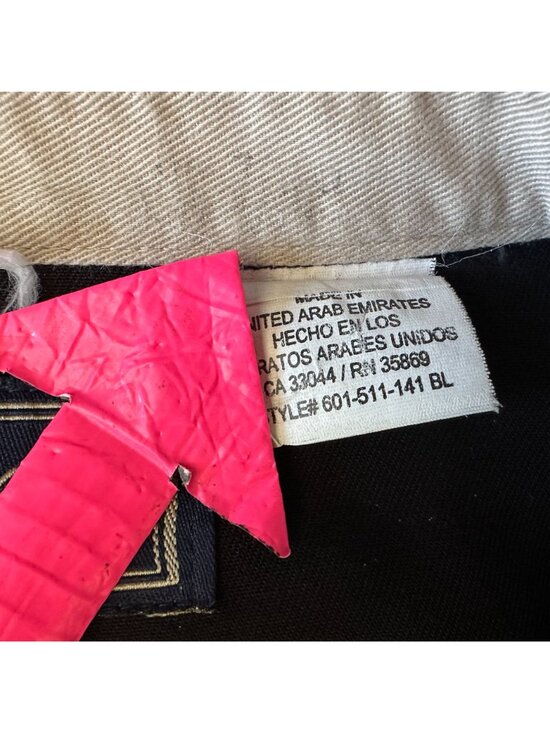 MADE IN
NITED ARAB EMIRATES
HECHO EN LOS
RATOS ARABES UNIDOS
CA 33044 / RN 35869
TYLE# 601-511-141 BL